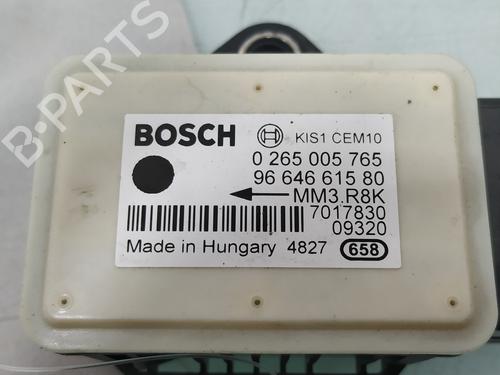 BOSCH KIS1 CEM10
0 265 005 765
96 646 615 80
MM3.R8K
7017830
09320
Made in Hungary 4827 658
B-PARTS